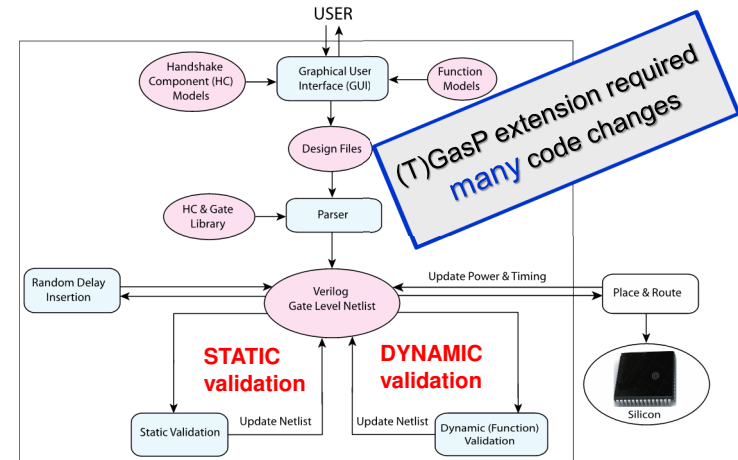 USER
Handshake
Component (HC)
Models
Graphical User
Interface (GUI)
Function
Models
(T)GasP extension required
many code changes
Design Files
HC & Gate
Library
Parser
Random Delay
Insertion
Verilog
Gate Level Netlist
Update Power & Timing
Place & Route
STATIC
validation
DYNAMIC
validation
Silicon
Static Validation
Update Netlist
Update Netlist
Dynamic (Function)
Validation